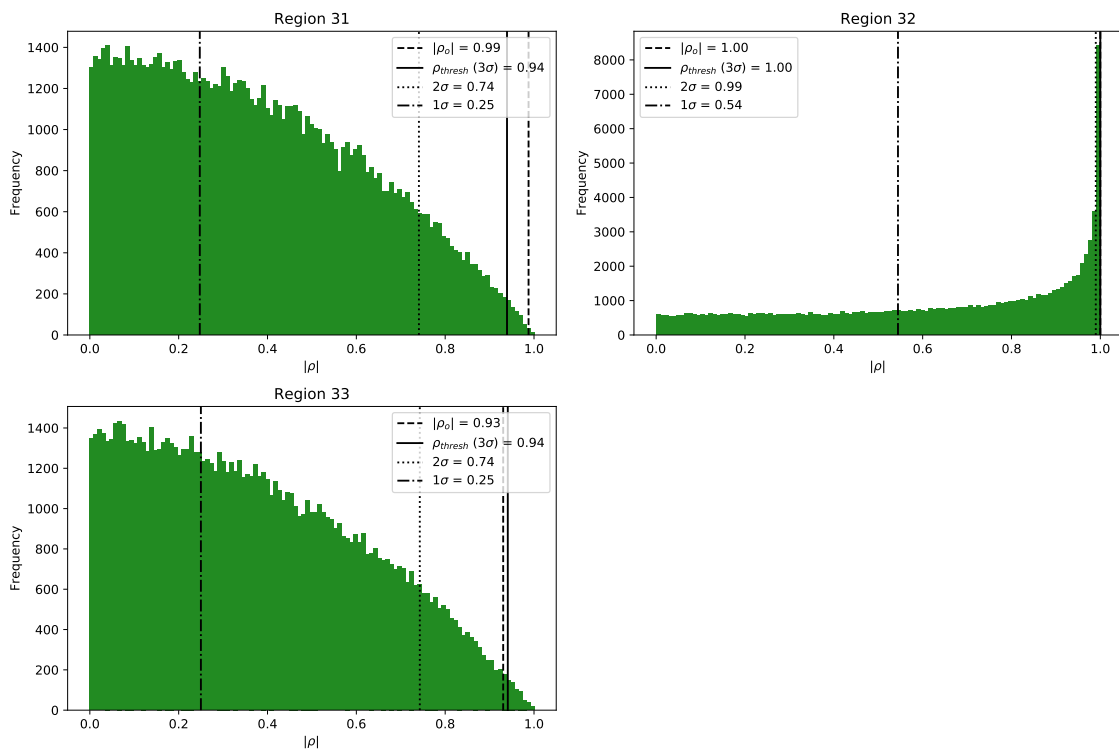 Region 31
1400
1200
1000
800
600
400
200
0
Frequency
|ρₒ| = 0.99
ρₜₕᵣₑₛₕ (3σ) = 0.94
2σ = 0.74
1σ = 0.25
0.0 0.2 0.4 0.6 0.8 1.0
|ρ|
Region 32
8000
7000
6000
5000
4000
3000
2000
1000
0
Frequency
|ρₒ| = 1.00
ρₜₕᵣₑₛₕ (3σ) = 1.00
2σ = 0.99
1σ = 0.54
0.0 0.2 0.4 0.6 0.8 1.0
|ρ|
Region 33
1400
1200
1000
800
600
400
200
0
Frequency
|ρₒ| = 0.93
ρₜₕᵣₑₛₕ (3σ) = 0.94
2σ = 0.74
1σ = 0.25
0.0 0.2 0.4 0.6 0.8 1.0
|ρ|